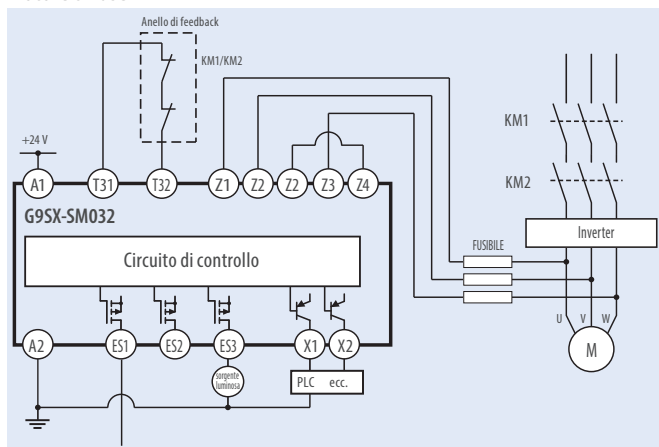 Anello di feedback
KM1/KM2
+24 V
A1
T31
T32
Z1
Z2
Z2
Z3
Z4
KM1
KM2
G9SX-SM032
Inverter
FUSIBILE
Circuito di controllo
U
V
W
M
A2
ES1
ES2
ES3
X1
X2
sorgente
luminosa
PLC ecc.